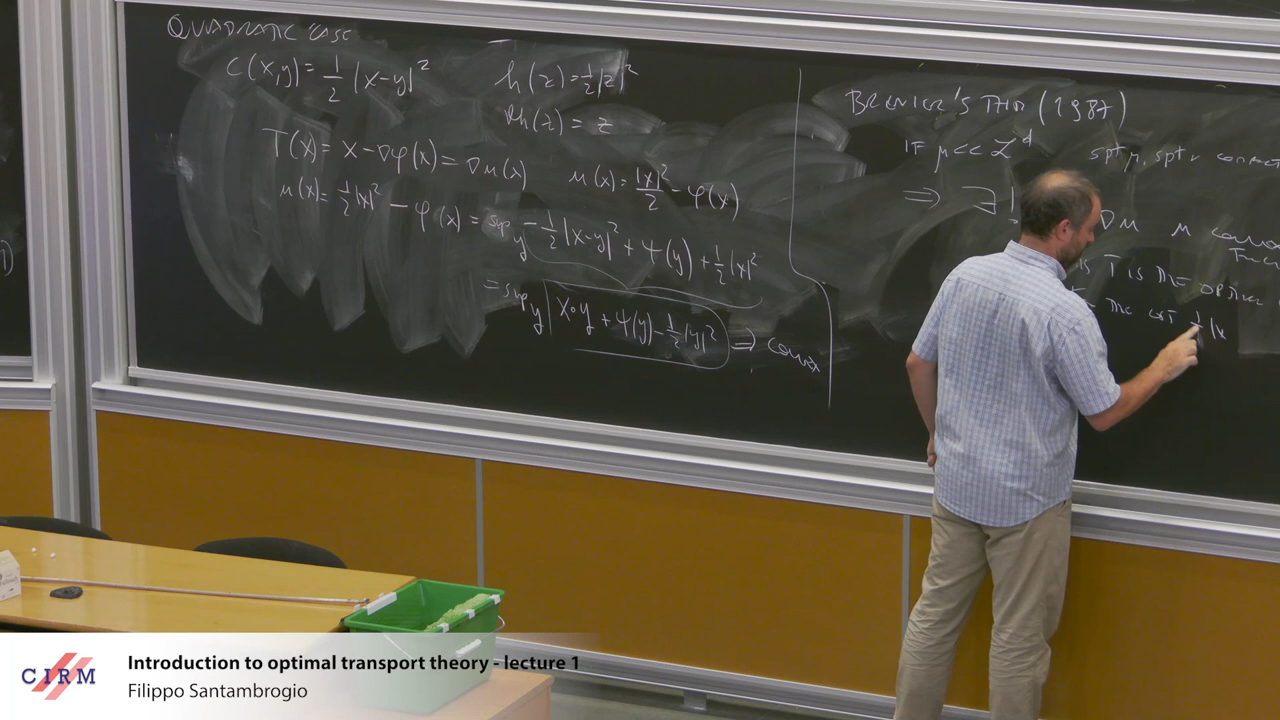 QUADRATIC CASE
C(x,y) = 1/2 |x-y|²
h(z) = 1/2 |z|²
∇h(z) = z
T(x) = x - ∇φ(x) = ∇u(x)
u(x) = |x|²/2 - φ(x)
u(x) = 1/2 |x|² - φ(x) = sup_y - 1/2 |x-y|² + ψ(y) + 1/2 |x|²
= sup_y x·y + ψ(y) - 1/2 |y|² ⇒ convex
BRENIER'S THM (1987)
IF μ << L^d
spt μ, spt ν compact
⇒ ∃!
∇u u convex
T is the optimal
the cost 1/2 |x
CIRM
Introduction to optimal transport theory - lecture 1
Filippo Santambrogio